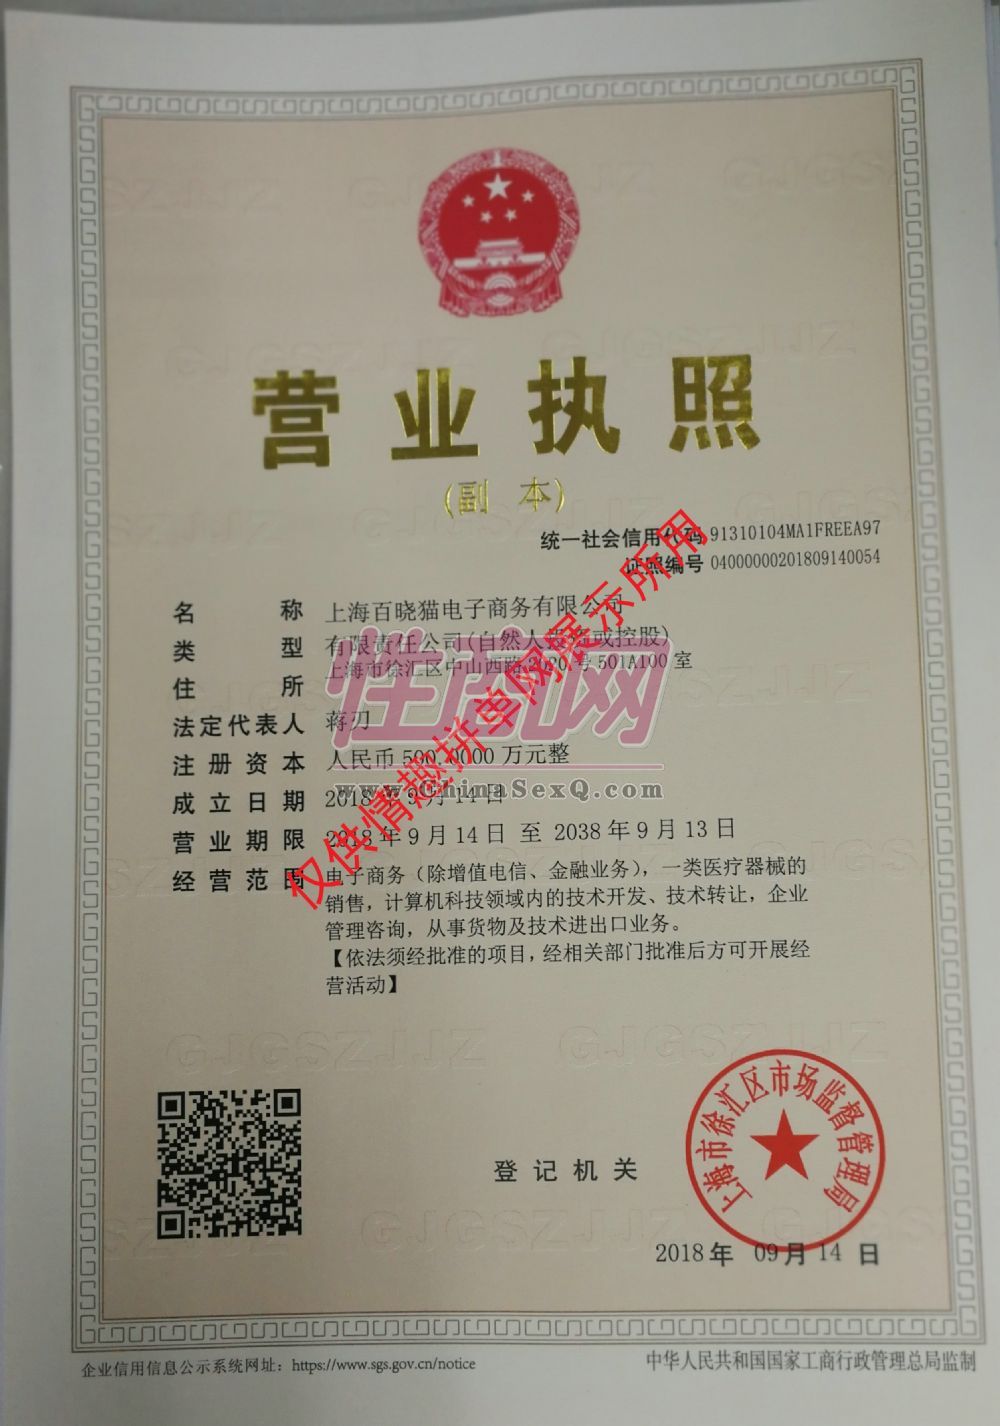 营业执照
(副 本)
统一社会信用代码 91310104MA1FREEA97
证照编号 04000000201809140054
名 称 上海百晓猫电子商务有限公司
类 型 有限责任公司(自然人投资或控股)
住 所 上海市徐汇区中山西路2020号501A100室
法定代表人 蒋刃
注册资本 人民币500.0000万元整
成立日期 2018年9月14日
营业期限 2018年9月14日 至 2038年9月13日
经营范围 电子商务（除增值电信、金融业务），一类医疗器械的
销售，计算机科技领域内的技术开发、技术转让，企业
管理咨询，从事货物及技术进出口业务。
【依法须经批准的项目，经相关部门批准后方可开展经
营活动】
仅供情趣拼单网展示所用
性商网
www.ChinaSexQ.com
登记机关
上海市徐汇区市场监督管理局
2018年 09月 14日
企业信用信息公示系统网址：https://www.sgs.gov.cn/notice
中华人民共和国国家工商行政管理总局监制